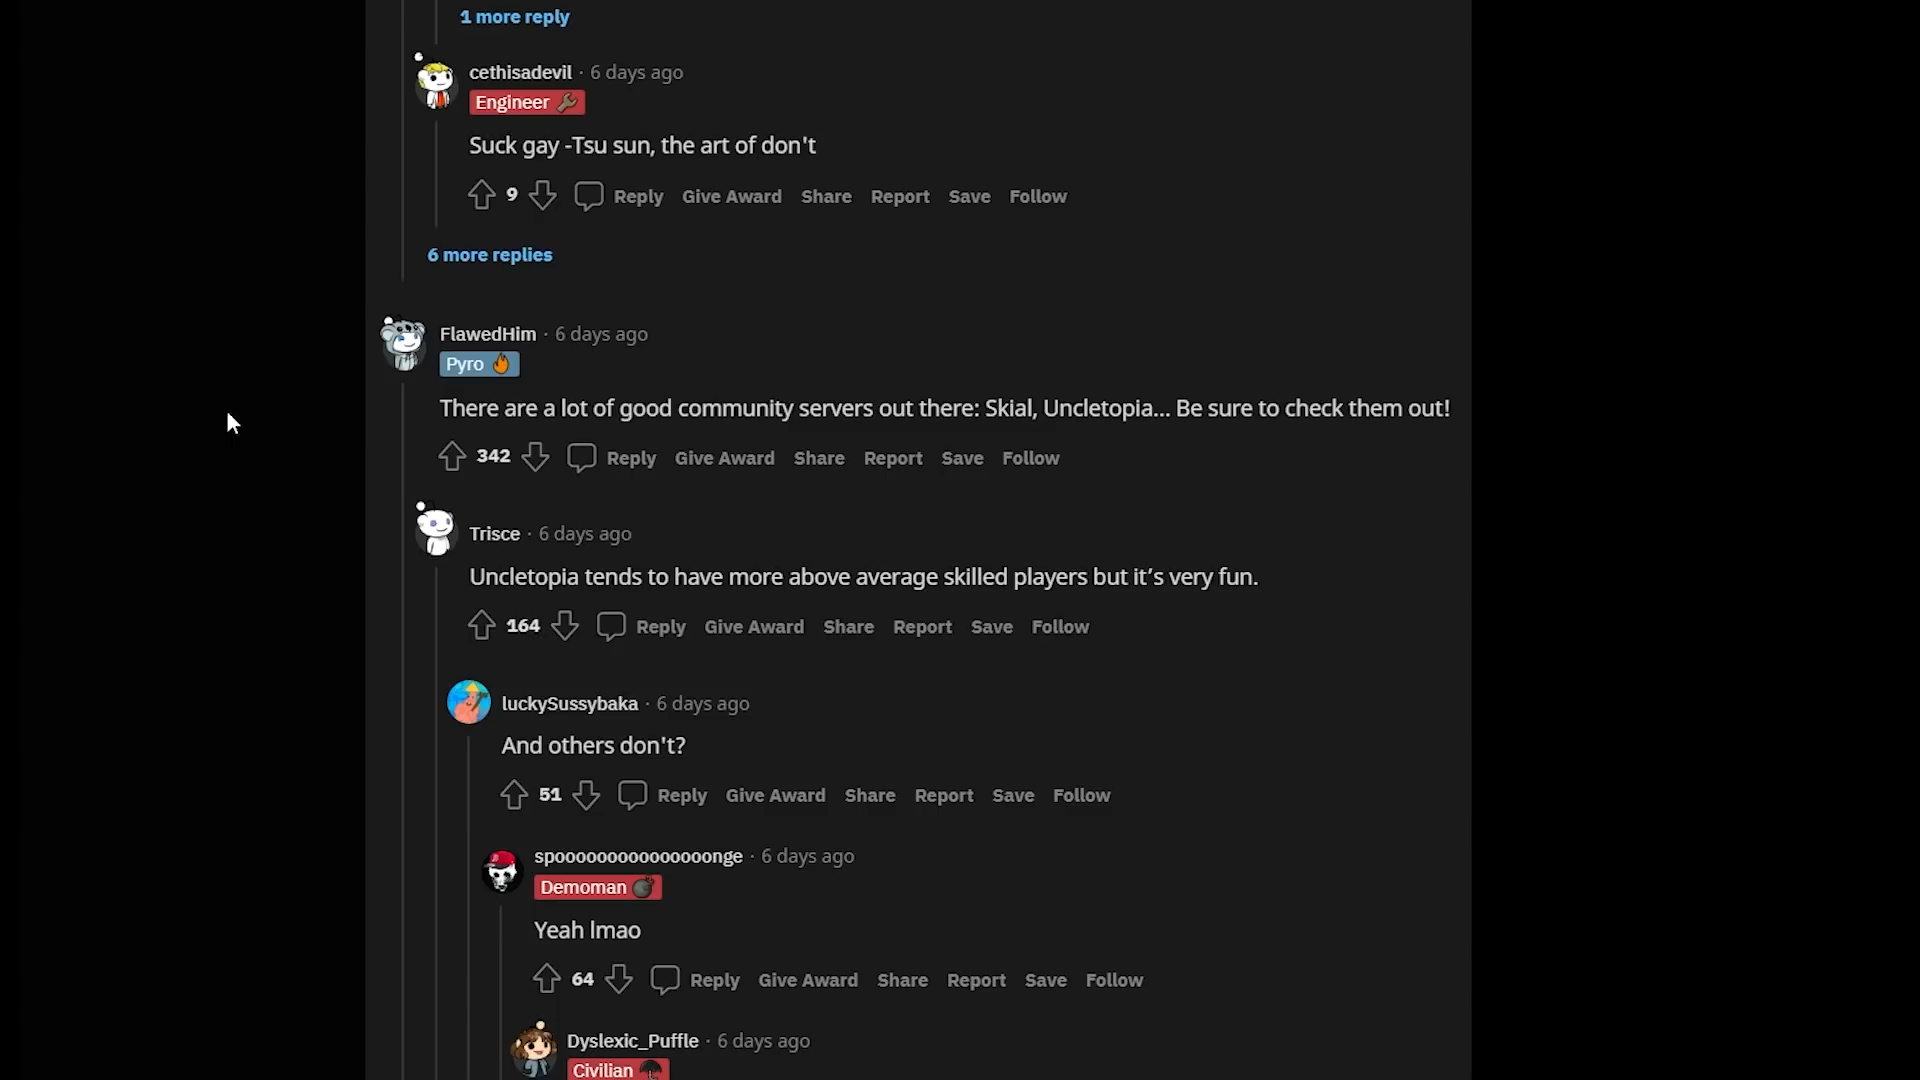 1 more reply
cethisadevil · 6 days ago
Engineer
Suck gay -Tsu sun, the art of don't
9 Reply Give Award Share Report Save Follow
6 more replies
FlawedHim · 6 days ago
Pyro
There are a lot of good community servers out there: Skial, Uncletopia... Be sure to check them out!
342 Reply Give Award Share Report Save Follow
Trisce · 6 days ago
Uncletopia tends to have more above average skilled players but it’s very fun.
164 Reply Give Award Share Report Save Follow
luckySussybaka · 6 days ago
And others don't?
51 Reply Give Award Share Report Save Follow
spooooooooooooooonge · 6 days ago
Demoman
Yeah lmao
64 Reply Give Award Share Report Save Follow
Dyslexic_Puffle · 6 days ago
Civilian